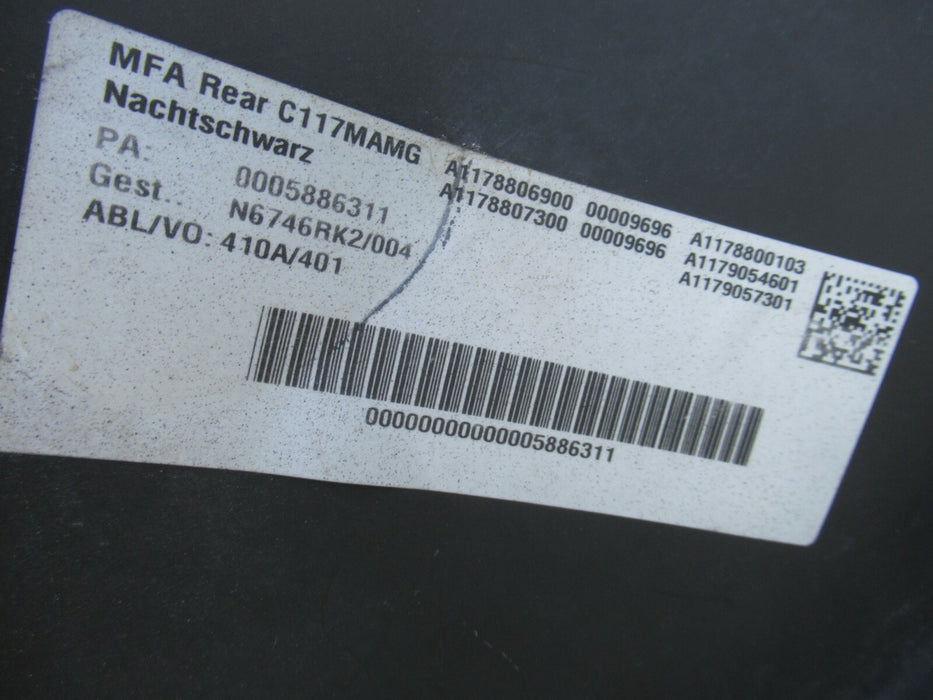 MFA Rear C117MAMG
Nachtschwarz
PA: 0005886311
Gest.. N6746RK2/004
ABL/VO: 410A/401
A1178806900 00009696 A1178800103
A1178807300 00009696 A1179054601
A1179057301
00000000000005886311